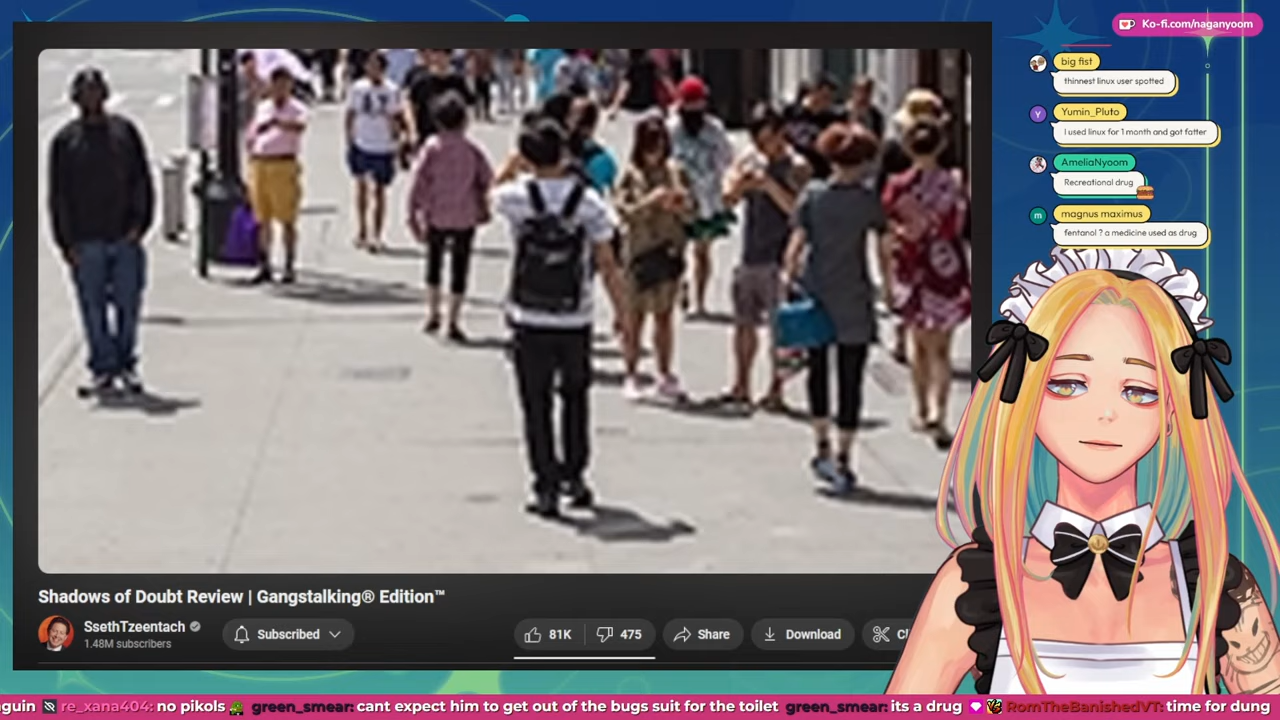 Ko-fi.com/naganyoom
big fist
thinnest linux user spotted
Yumin_Pluto
I used linux for 1 month and got fatter
AmeliaNyoom
Recreational drug
m
magnus maximus
fentanol ? a medicine used as drug
Y
Shadows of Doubt Review | Gangstalking® Edition™
SsethTzeentach
1.48M subscribers
Subscribed
81K
475
Share
Download
guin re_xana404: no pikols green_smear: cant expect him to get out of the bugs suit for the toilet green_smear: its a drug RomTheBanishedVT: time for dung